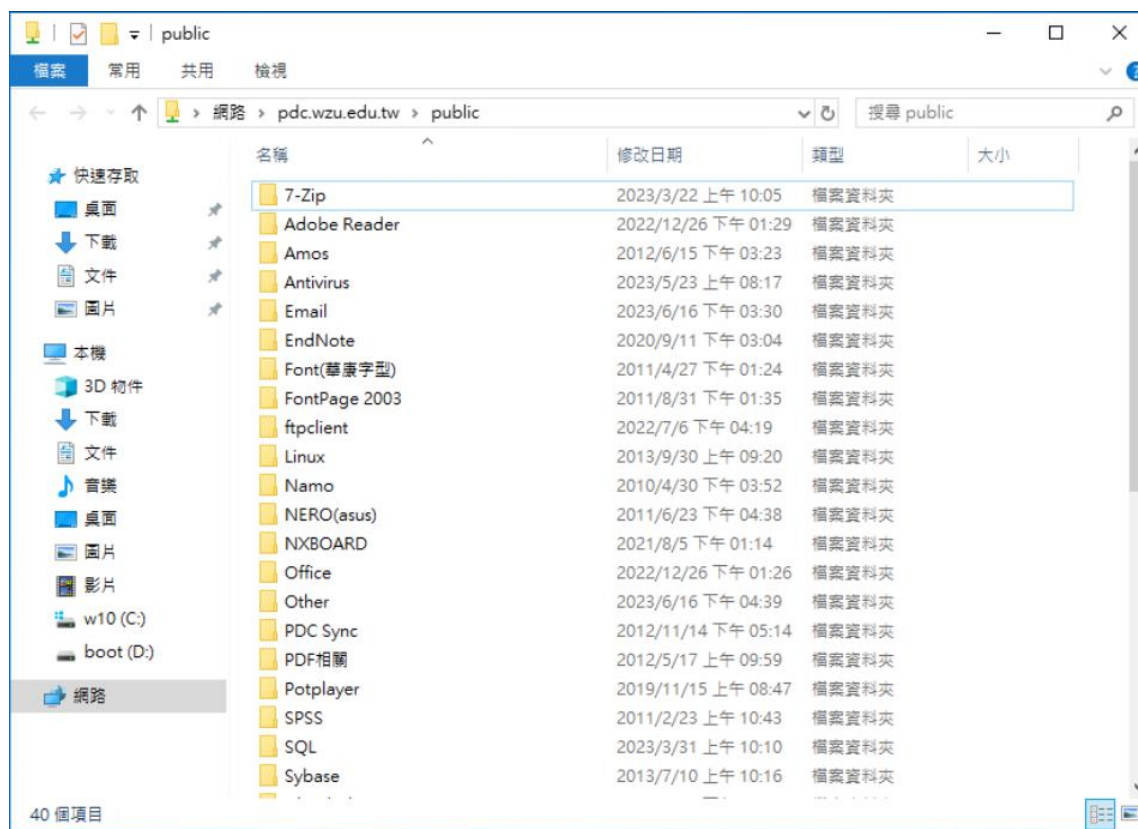 public
檔案 常用 共用 檢視
網路 > pdc.wzu.edu.tw > public 搜尋 public
名稱 修改日期 類型 大小
快速存取
桌面
下載
文件
圖片
本機
3D 物件
下載
文件
音樂
桌面
圖片
影片
w10 (C:)
boot (D:)
網路
7-Zip 2023/3/22 上午 10:05 檔案資料夾
Adobe Reader 2022/12/26 下午 01:29 檔案資料夾
Amos 2012/6/15 下午 03:23 檔案資料夾
Antivirus 2023/5/23 上午 08:17 檔案資料夾
Email 2023/6/16 下午 03:30 檔案資料夾
EndNote 2020/9/11 下午 03:04 檔案資料夾
Font(華康字型) 2011/4/27 下午 01:24 檔案資料夾
FontPage 2003 2011/8/31 下午 01:35 檔案資料夾
ftpclient 2022/7/6 下午 04:19 檔案資料夾
Linux 2013/9/30 上午 09:20 檔案資料夾
Namo 2010/4/30 下午 03:52 檔案資料夾
NERO(asus) 2011/6/23 下午 04:38 檔案資料夾
NXBOARD 2021/8/5 下午 01:14 檔案資料夾
Office 2022/12/26 下午 01:26 檔案資料夾
Other 2023/6/16 下午 04:39 檔案資料夾
PDC Sync 2012/11/14 下午 05:14 檔案資料夾
PDF相關 2012/5/17 上午 09:59 檔案資料夾
Potplayer 2019/11/15 上午 08:47 檔案資料夾
SPSS 2011/2/23 上午 10:43 檔案資料夾
SQL 2023/3/31 上午 10:10 檔案資料夾
Sybase 2013/7/10 上午 10:16 檔案資料夾
40 個項目